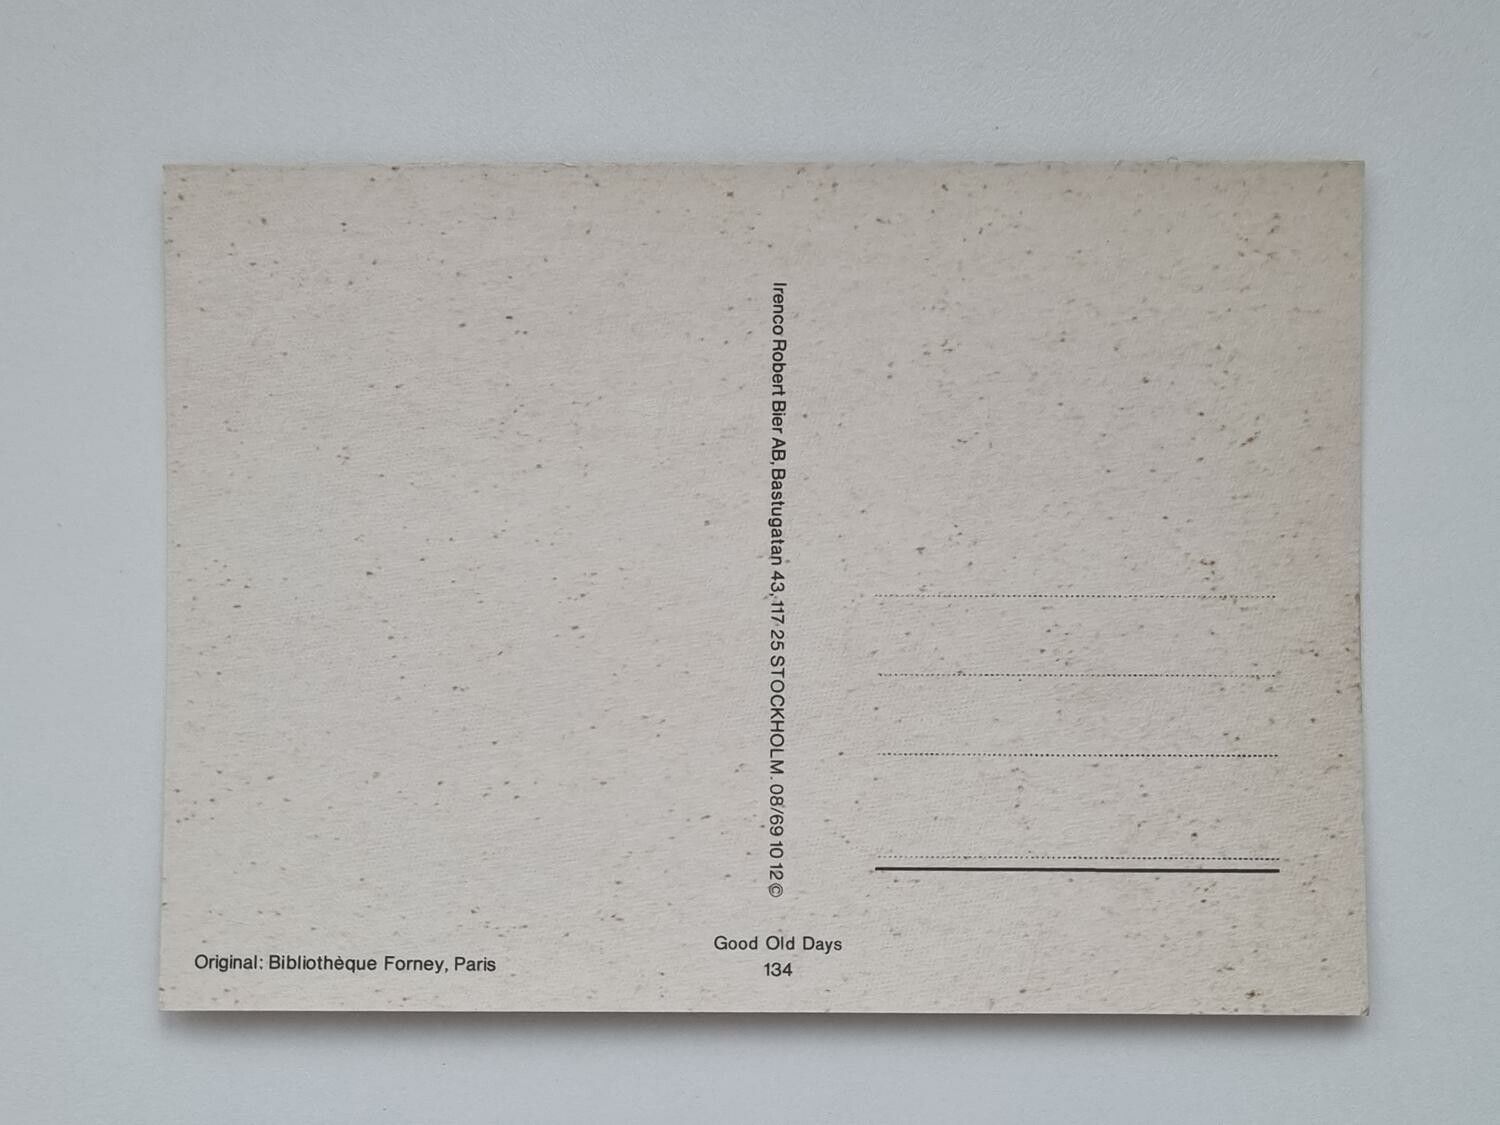 Irenco Robert Bier AB, Bastugatan 43, 117 25 STOCKHOLM. 08/69 10 12 ©
Original: Bibliothèque Forney, Paris
Good Old Days
134